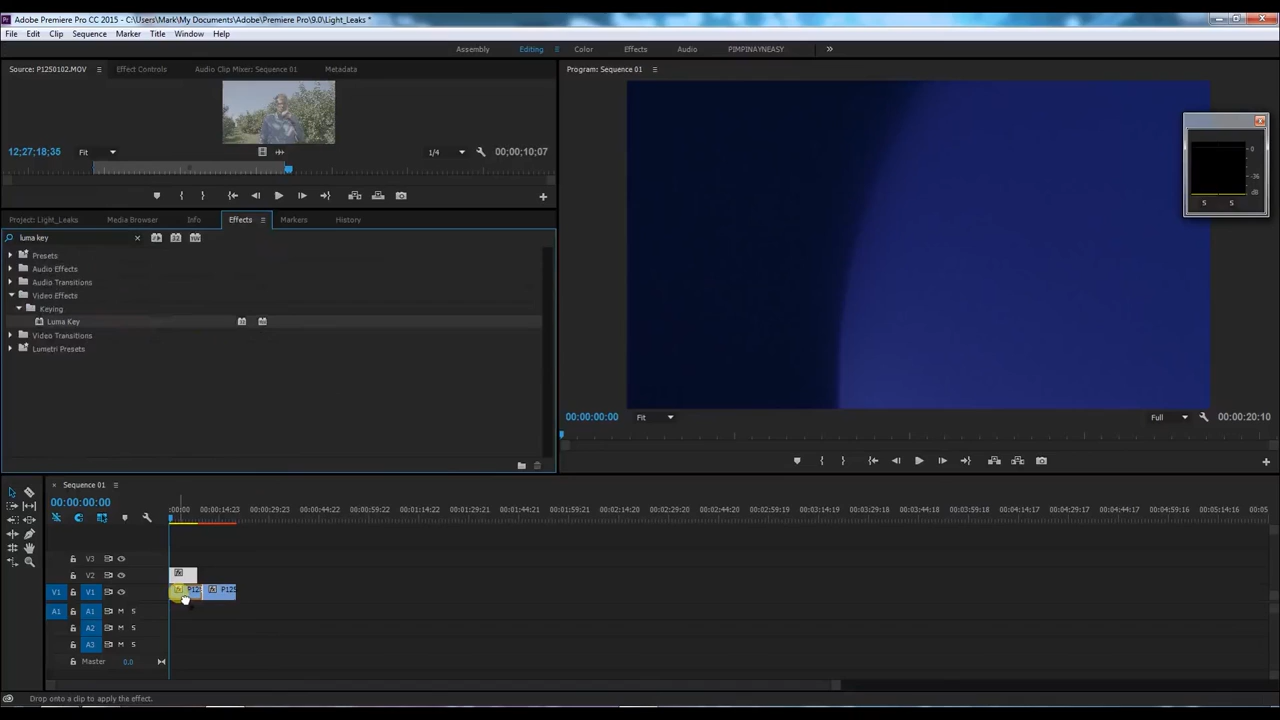 Adobe Premiere Pro CC 2015 - C:\Users\Mark\My Documents\Adobe\Premiere Pro\9.0\Light_Leaks *
File Edit Clip Sequence Marker Title Window Help
Assembly Editing Color Effects Audio PIMPINAYNEASY
Source: P1250102.MOV Effect Controls Audio Clip Mixer: Sequence 01 Metadata
Program: Sequence 01
12;27;18;35 Fit 1/4 00;00;10;07
0
-36
dB
S S
Project: Light_Leaks Media Browser Info Effects Markers History
luma key
Presets
Audio Effects
Audio Transitions
Video Effects
Keying
Luma Key
Video Transitions
Lumetri Presets
00:00:00:00 Fit Full 00:00:20:10
Sequence 01
00:00:00:00
:00:00 00:00:14:23 00:00:29:23 00:00:44:22 00:00:59:22 00:01:14:22 00:01:29:21 00:01:44:21 00:01:59:21 00:02:14:20 00:02:29:20 00:02:44:20 00:02:59:19 00:03:14:19 00:03:29:18 00:03:44:18 00:03:59:18 00:04:14:17 00:04:29:17 00:04:44:17 00:04:59:16 00:05
V3
V2
V1 V1 P125 P125
A1 A1 M S
A2 M S
A3 M S
Master 0.0
Drop onto a clip to apply the effect.